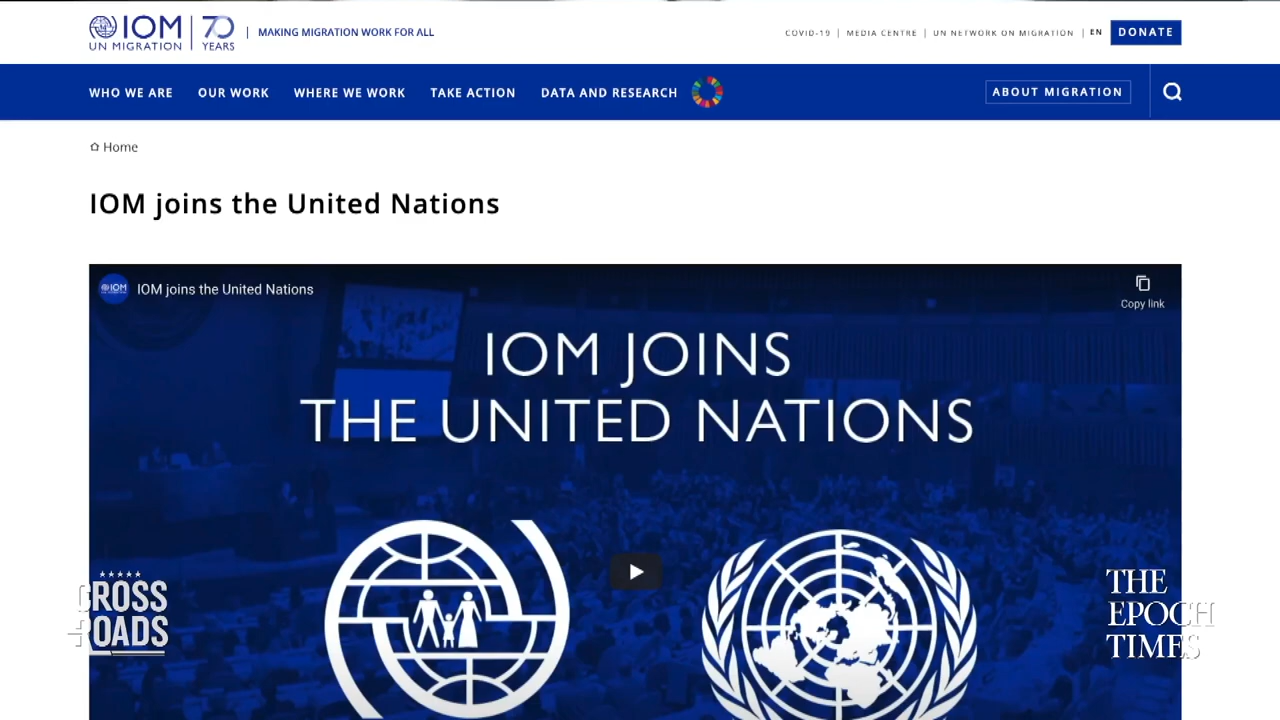 IOM
UN MIGRATION
70
YEARS
MAKING MIGRATION WORK FOR ALL
COVID-19 | MEDIA CENTRE | UN NETWORK ON MIGRATION | EN
DONATE
WHO WE ARE
OUR WORK
WHERE WE WORK
TAKE ACTION
DATA AND RESEARCH
ABOUT MIGRATION
Home
IOM joins the United Nations
IOM
IOM joins the United Nations
Copy link
IOM JOINS
THE UNITED NATIONS
CROSS
ROADS
THE
EPOCH
TIMES